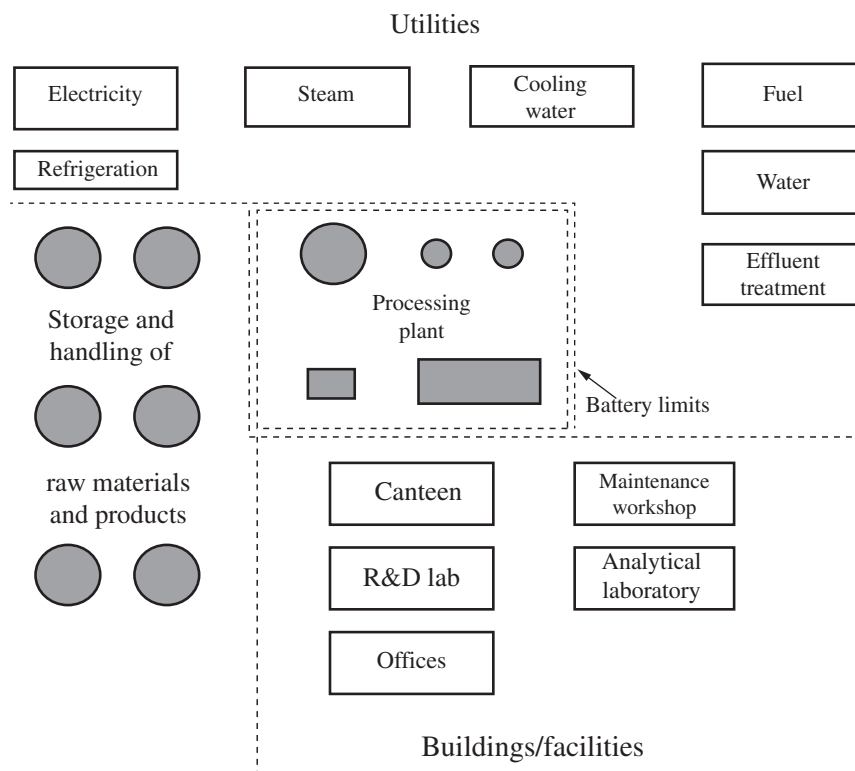 Utilities
Electricity
Steam
Cooling
water
Fuel
Refrigeration
Water
Effluent
treatment
Storage and
handling of
raw materials
and products
Processing
plant
Battery limits
Canteen
Maintenance
workshop
R&D lab
Analytical
laboratory
Offices
Buildings/facilities